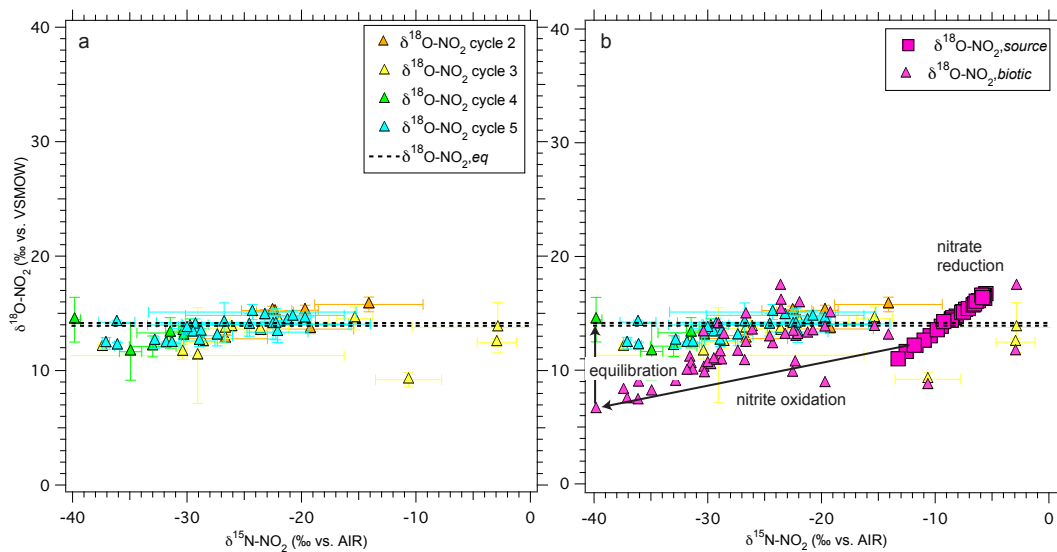 a
δ¹⁸O-NO₂ cycle 2
δ¹⁸O-NO₂ cycle 3
δ¹⁸O-NO₂ cycle 4
δ¹⁸O-NO₂ cycle 5
δ¹⁸O-NO₂,eq
40
30
20
10
0
δ¹⁸O-NO₂ (‰ vs. VSMOW)
-40 -30 -20 -10 0
δ¹⁵N-NO₂ (‰ vs. AIR)
b
δ¹⁸O-NO₂,source
δ¹⁸O-NO₂,biotic
40
30
20
10
0
nitrate
reduction
equilibration
nitrite oxidation
-40 -30 -20 -10 0
δ¹⁵N-NO₂ (‰ vs. AIR)